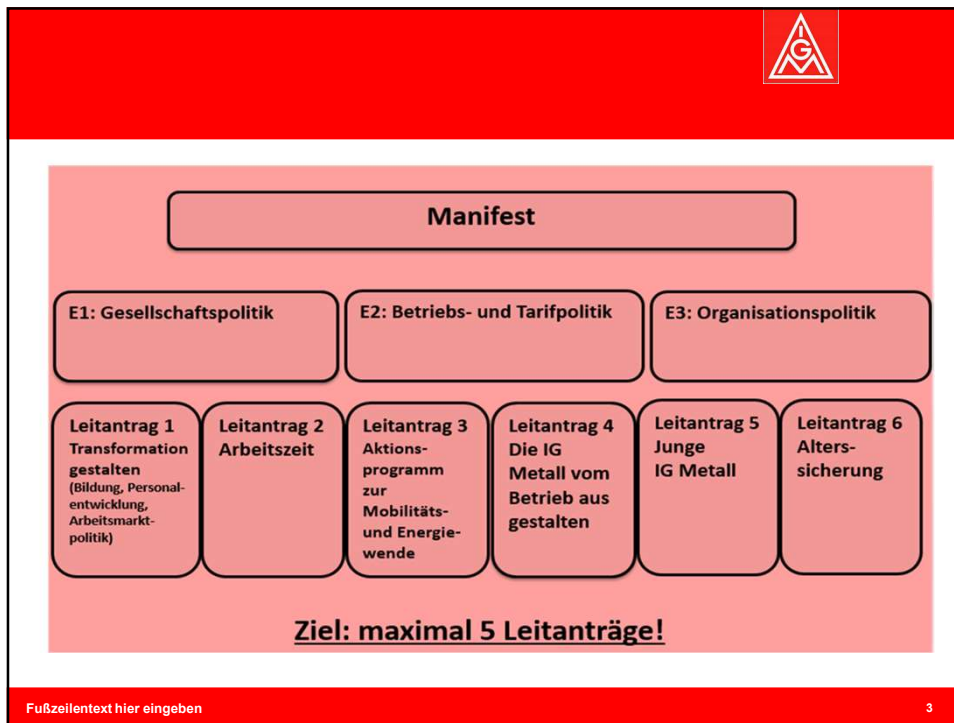 IGM
Manifest
E1: Gesellschaftspolitik
E2: Betriebs- und Tarifpolitik
E3: Organisationspolitik
Leitantrag 1
Transformation
gestalten
(Bildung, Personal-
entwicklung,
Arbeitsmarkt-
politik)
Leitantrag 2
Arbeitszeit
Leitantrag 3
Aktions-
programm
zur
Mobilitäts-
und Energie-
wende
Leitantrag 4
Die IG
Metall vom
Betrieb aus
gestalten
Leitantrag 5
Junge
IG Metall
Leitantrag 6
Alters-
sicherung
Ziel: maximal 5 Leitanträge!
Fußzeilentext hier eingeben
3